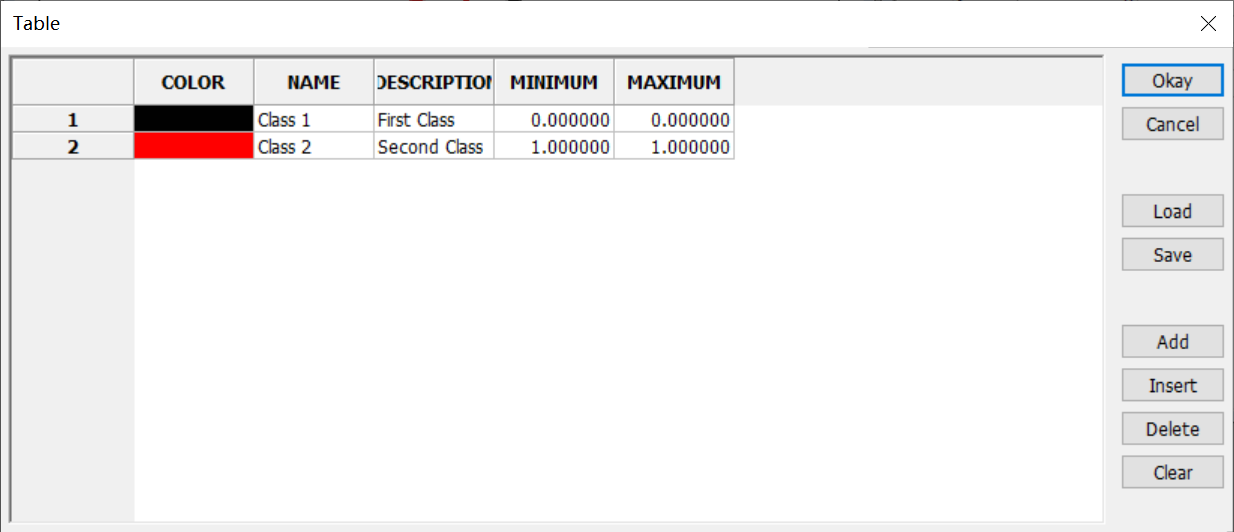 Table
COLOR NAME DESCRIPTION MINIMUM MAXIMUM
1 Class 1 First Class 0.000000 0.000000
2 Class 2 Second Class 1.000000 1.000000
Okay
Cancel
Load
Save
Add
Insert
Delete
Clear